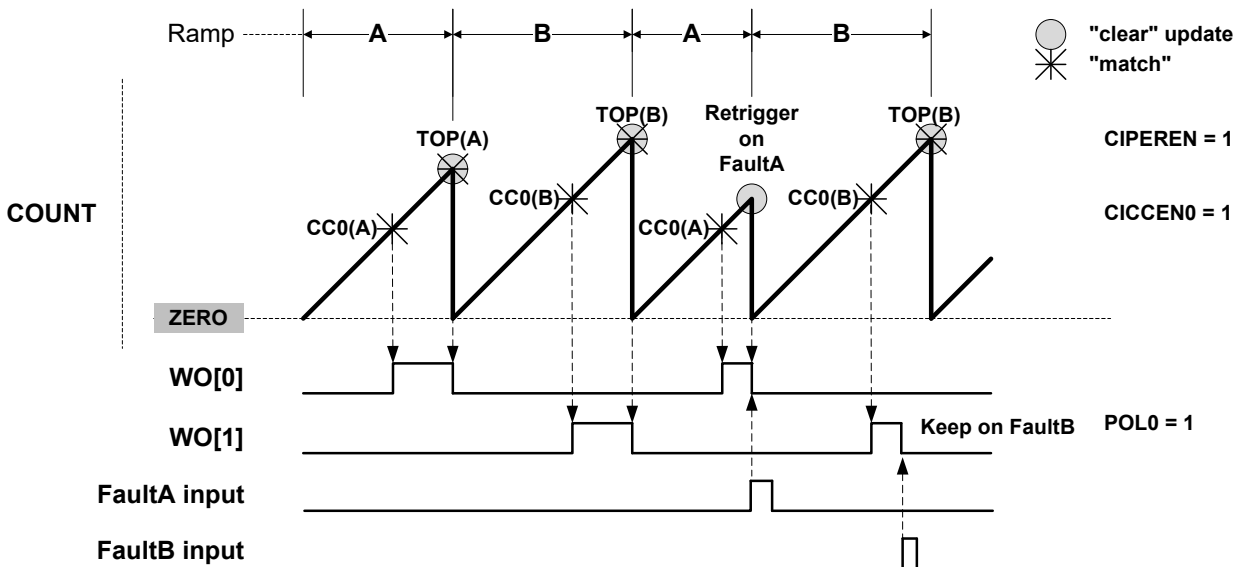 Ramp
A
B
A
B
"clear" update
"match"
TOP(A)
TOP(B)
Retrigger
on
FaultA
TOP(B)
CIPEREN = 1
COUNT
CC0(A)
CC0(B)
CC0(A)
CC0(B)
CICCEN0 = 1
ZERO
WO[0]
WO[1]
Keep on FaultB
POL0 = 1
FaultA input
FaultB input